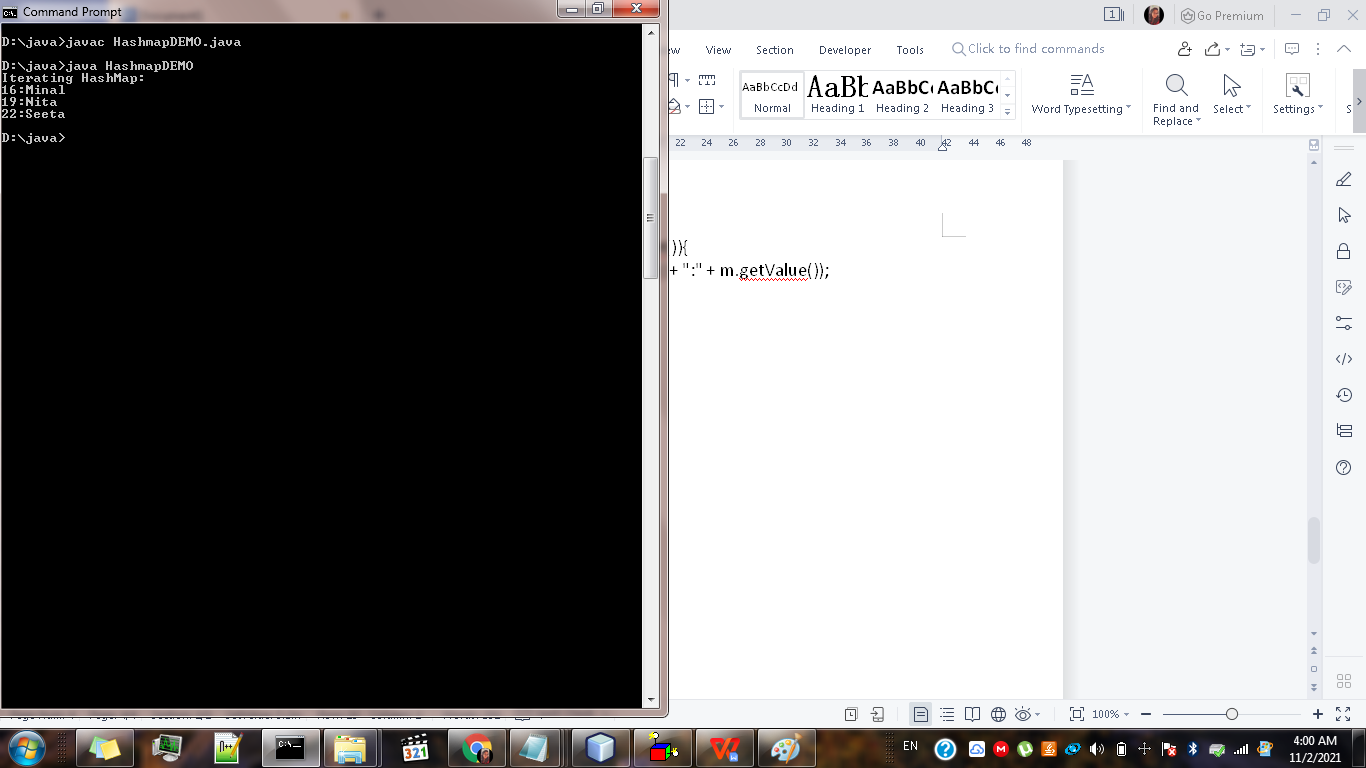 Command Prompt
D:\java>javac HashmapDEMO.java
D:\java>java HashmapDEMO
Iterating HashMap:
16:Minal
19:Nita
22:Seeta
D:\java>
1
Go Premium
View
Section
Developer
Tools
Click to find commands
AaBbCcDd
Normal
Heading 1
AaBbC
Heading 2
AaBbC
Heading 3
Word Typesetting
Find and
Replace
Select
Settings
22 24 26 28 30 32 34 36 38 40 42 44 46 48
)){
+ ":" + m.getValue());
100%
321
EN
4:00 AM
11/2/2021